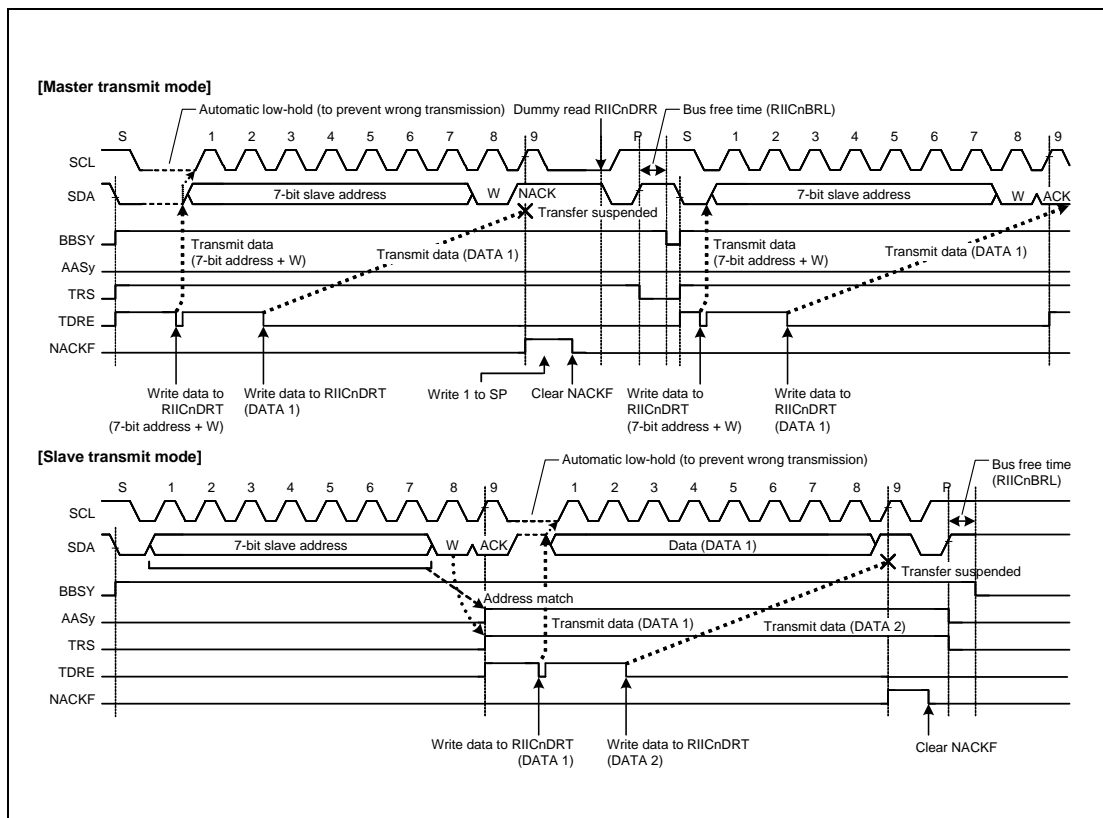 [Master transmit mode]
Automatic low-hold (to prevent wrong transmission) Dummy read RIICnDRR Bus free time (RIICnBRL)
S 1 2 3 4 5 6 7 8 9 P S 1 2 3 4 5 6 7 8 9
SCL
SDA 7-bit slave address W NACK 7-bit slave address W ACK
Transfer suspended
BBSY
Transmit data
(7-bit address + W)
Transmit data (DATA 1)
Transmit data
(7-bit address + W)
Transmit data (DATA 1)
AASy
TRS
TDRE
NACKF
Write data to
RIICnDRT
(7-bit address + W)
Write data to RIICnDRT
(DATA 1)
Write 1 to SP
Clear NACKF
Write data to
RIICnDRT
(7-bit address + W)
Write data to
RIICnDRT
(DATA 1)
[Slave transmit mode]
Automatic low-hold (to prevent wrong transmission)
Bus free time
(RIICnBRL)
S 1 2 3 4 5 6 7 8 9 1 2 3 4 5 6 7 8 9 P
SCL
SDA 7-bit slave address W ACK Data (DATA 1)
Transfer suspended
BBSY
Address match
AASy
Transmit data (DATA 1) Transmit data (DATA 2)
TRS
TDRE
NACKF
Write data to RIICnDRT
(DATA 1)
Write data to RIICnDRT
(DATA 2)
Clear NACKF